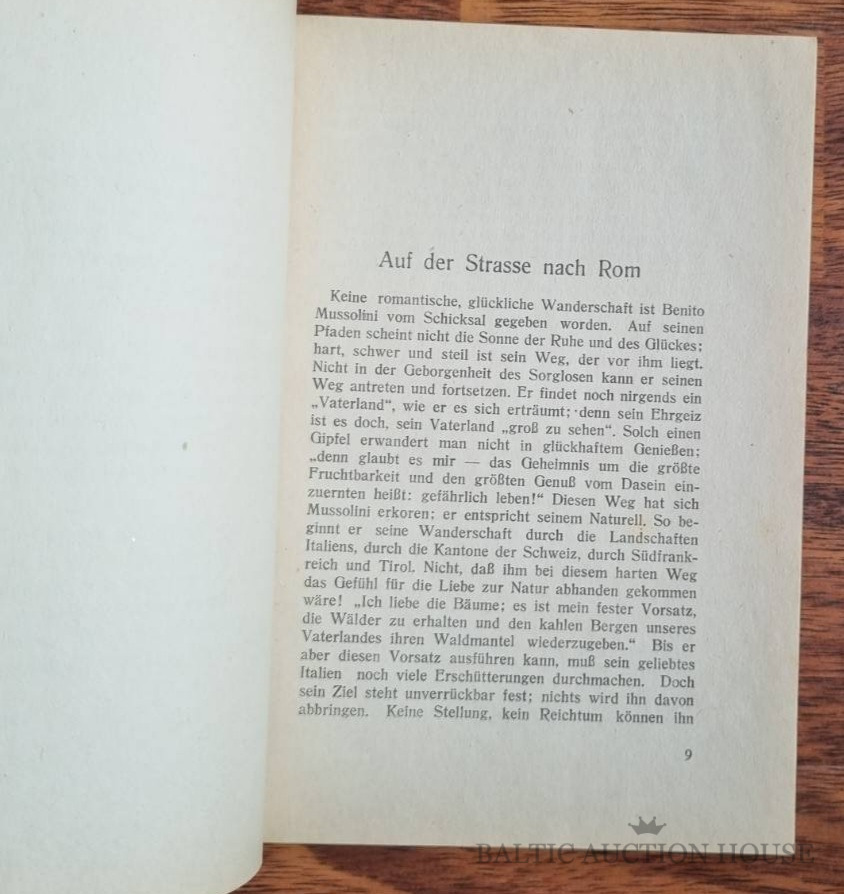 Auf der Strasse nach Rom
Keine romantische, glückliche Wanderschaft ist Benito
Mussolini vom Schicksal gegeben worden. Auf seinen
Pfaden scheint nicht die Sonne der Ruhe und des Glückes;
hart, schwer und steil ist sein Weg, der vor ihm liegt.
Nicht in der Geborgenheit des Sorglosen kann er seinen
Weg antreten und fortsetzen. Er findet noch nirgends ein
„Vaterland“, wie er es sich erträumt; denn sein Ehrgeiz
ist es doch, sein Vaterland „groß zu sehen“. Solch einen
Gipfel erwandert man nicht in glückhaftem Genießen;
„denn glaubt es mir — das Geheimnis um die größte
Fruchtbarkeit und den größten Genuß vom Dasein ein-
zuernten heißt: gefährlich leben!“ Diesen Weg hat sich
Mussolini erkoren; er entspricht seinem Naturell. So be-
ginnt er seine Wanderschaft durch die Landschaften
Italiens, durch die Kantone der Schweiz, durch Südfrank-
reich und Tirol. Nicht, daß ihm bei diesem harten Weg
das Gefühl für die Liebe zur Natur abhanden gekommen
wäre! „Ich liebe die Bäume; es ist mein fester Vorsatz,
die Wälder zu erhalten und den kahlen Bergen unseres
Vaterlandes ihren Waldmantel wiederzugeben.“ Bis er
aber diesen Vorsatz ausführen kann, muß sein geliebtes
Italien noch viele Erschütterungen durchmachen. Doch
sein Ziel steht unverrückbar fest; nichts wird ihn davon
abbringen. Keine Stellung, kein Reichtum können ihn
9
BALTIC AUCTION HOUSE